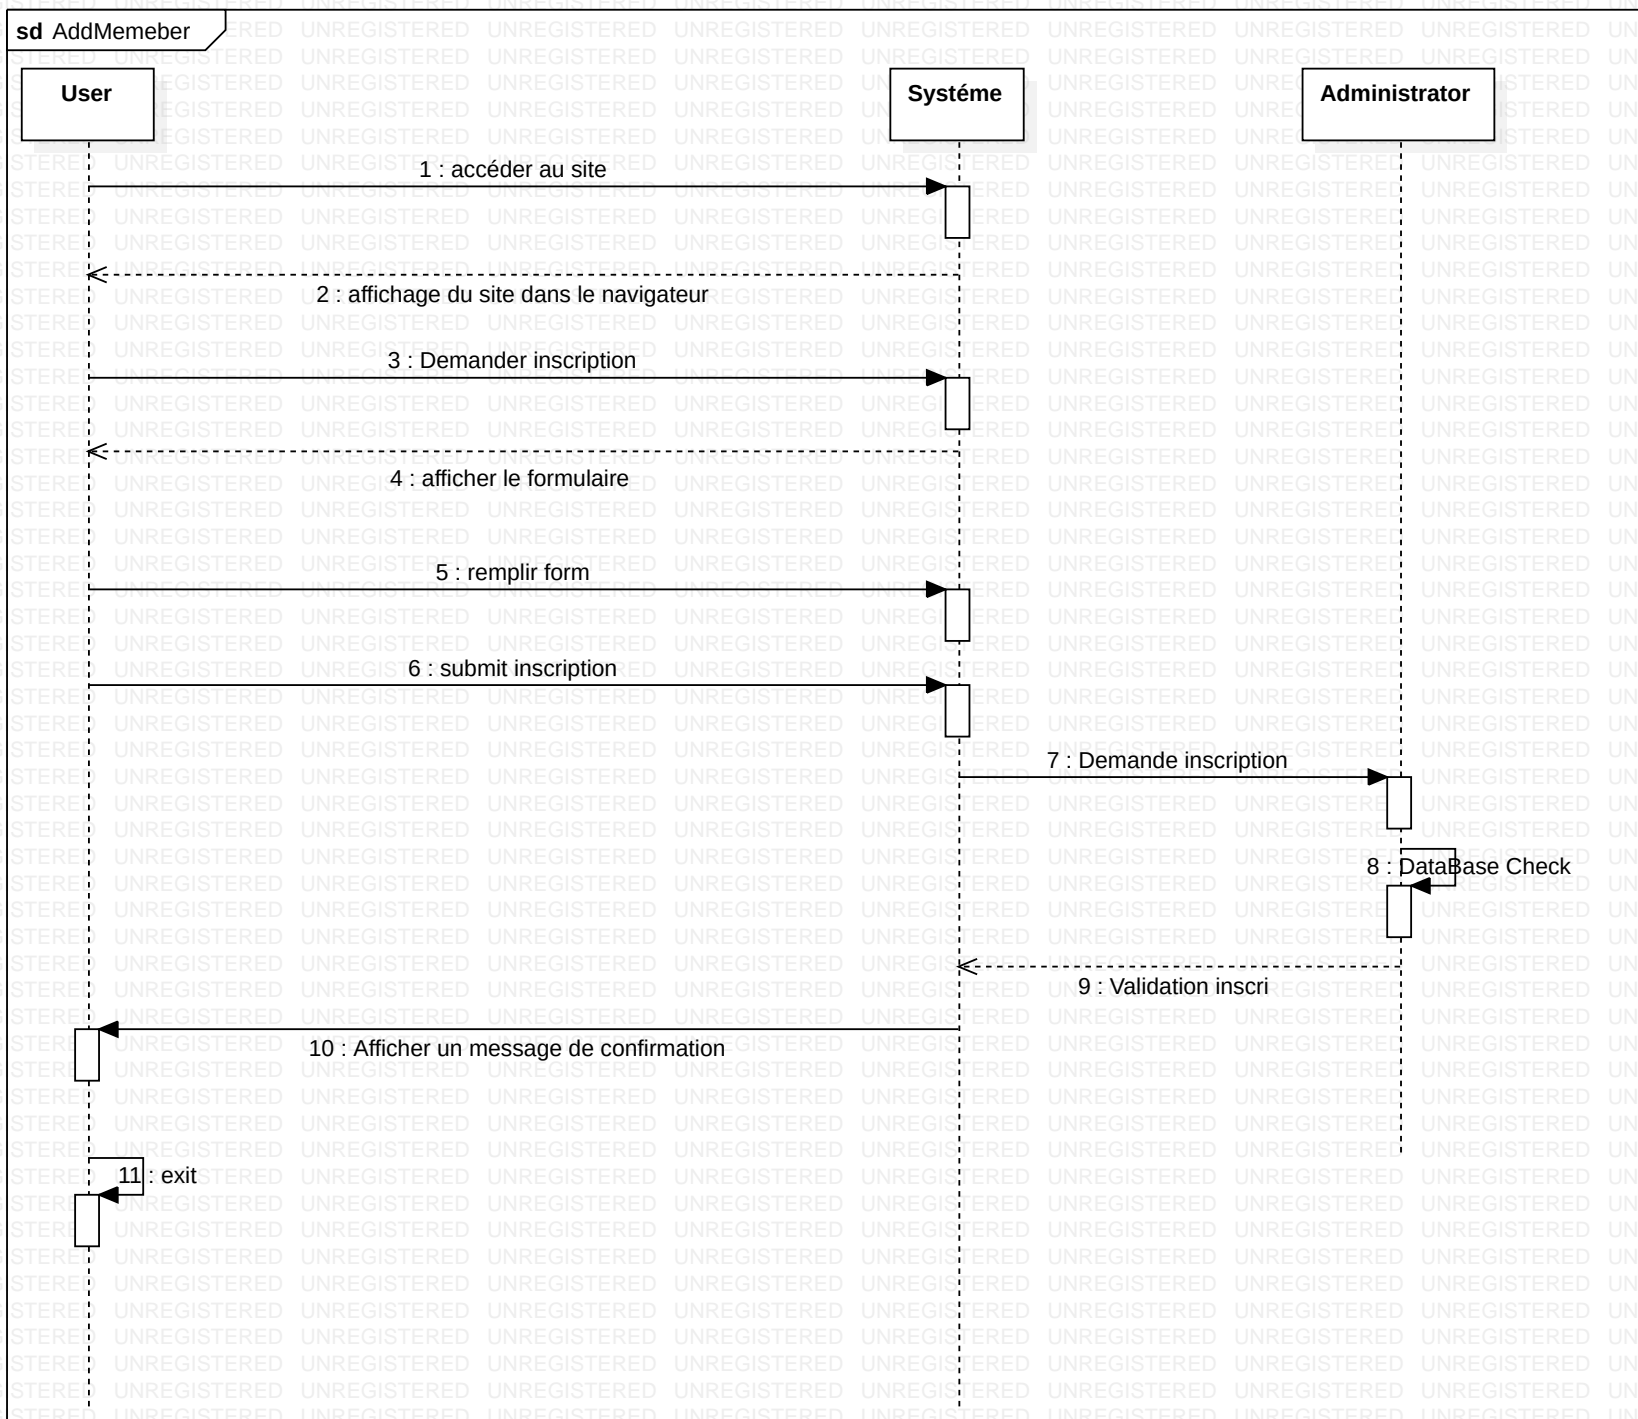 sd AddMemeber
User
Systéme
Administrator
1 : accéder au site
2 : affichage du site dans le navigateur
3 : Demander inscription
4 : afficher le formulaire
5 : remplir form
6 : submit inscription
7 : Demande inscription
8 : DataBase Check
9 : Validation inscri
10 : Afficher un message de confirmation
11 : exit
UNREGISTERED